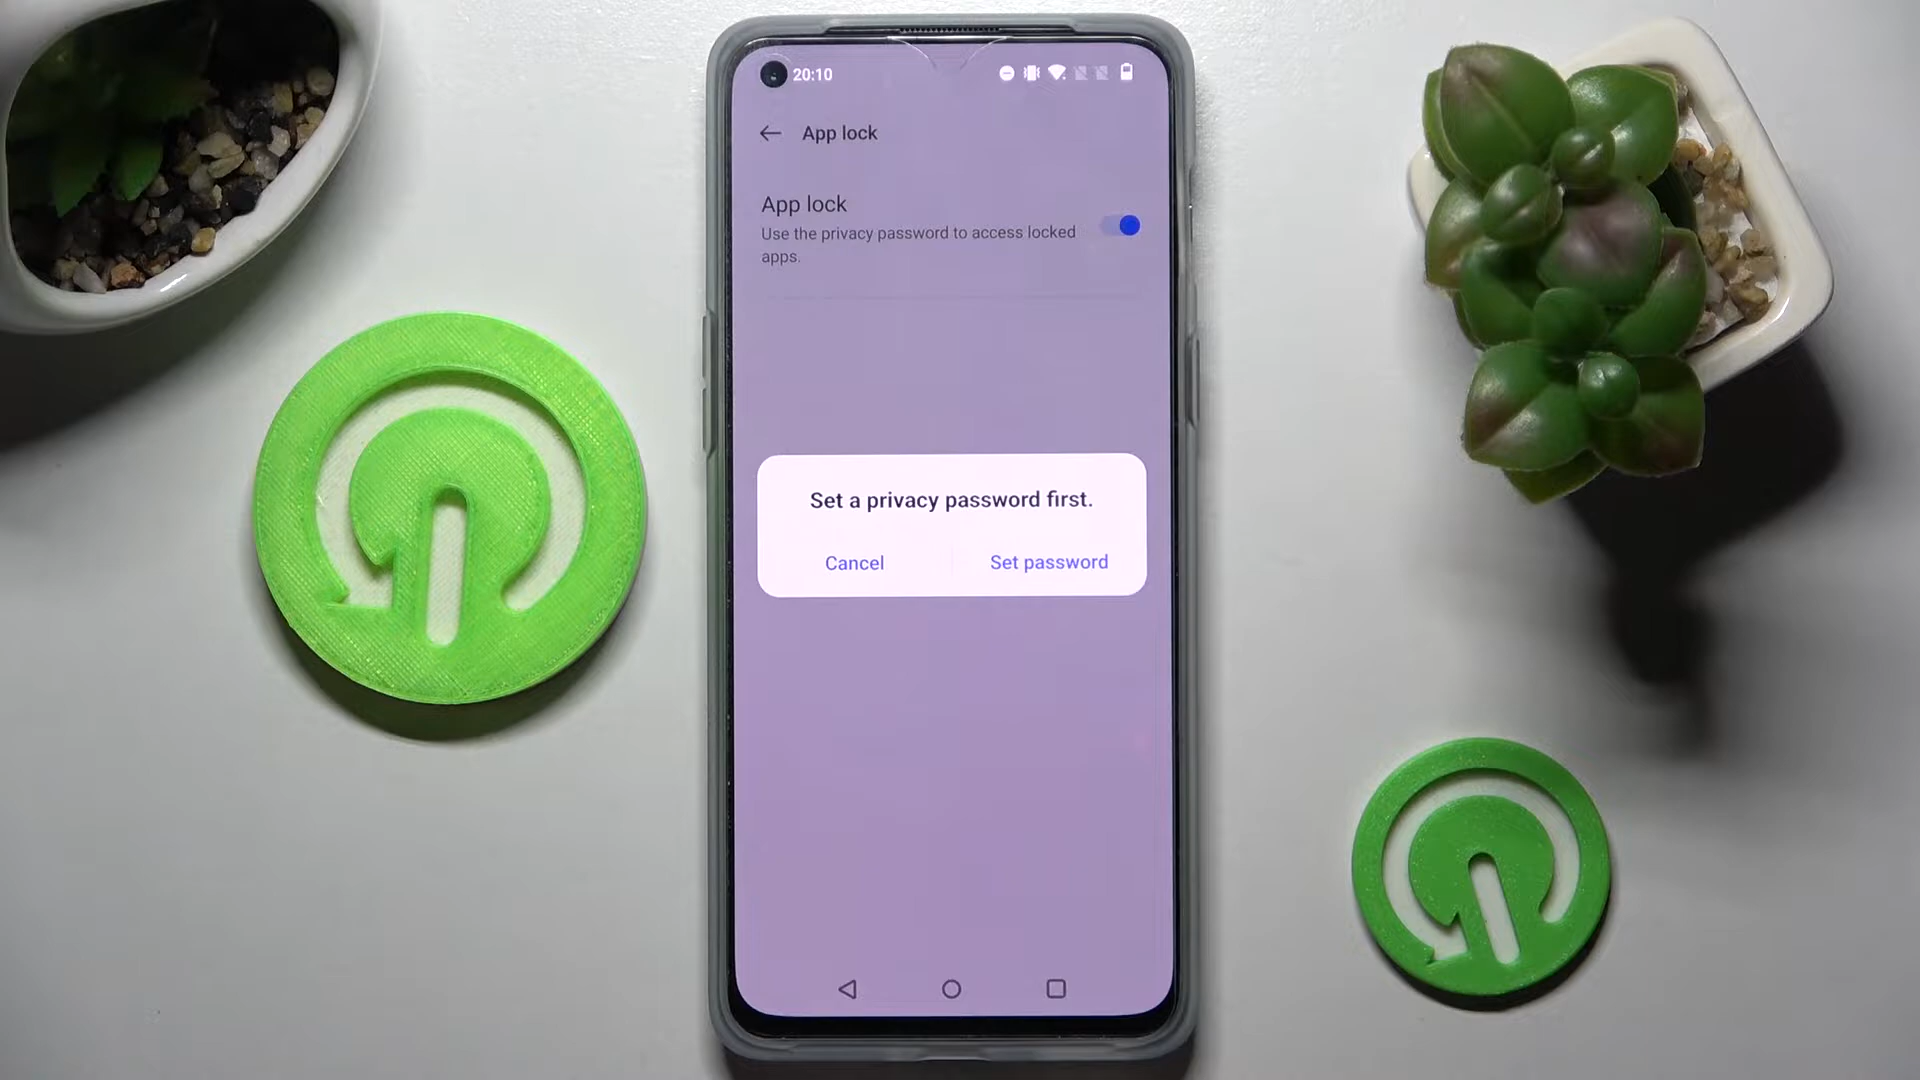 20:10
App lock
App lock
Use the privacy password to access locked
apps.
Set a privacy password first.
Cancel
Set password